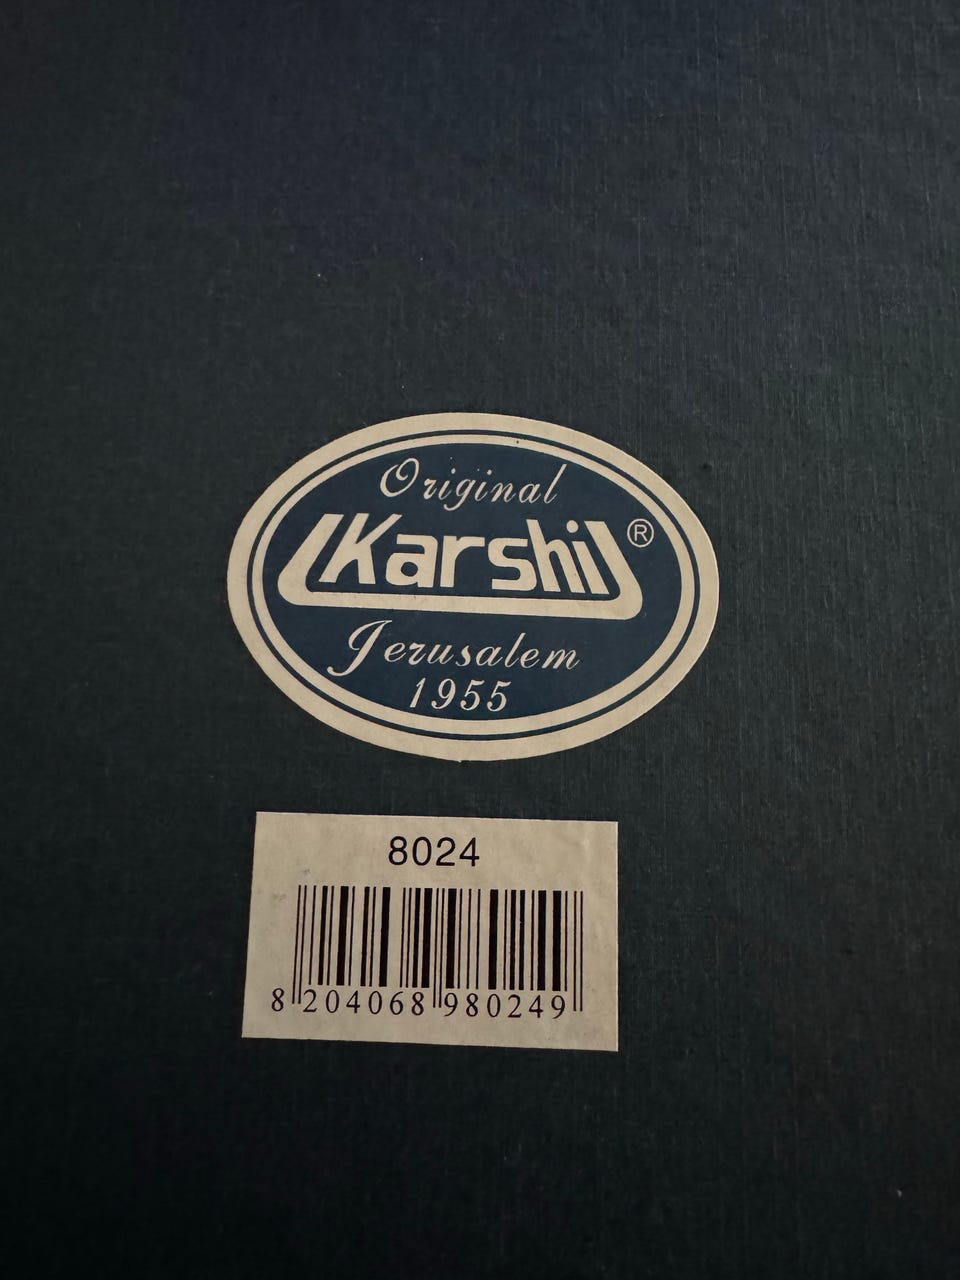 Original
Karshi ®
Jerusalem
1955
8024
8 204068 980249